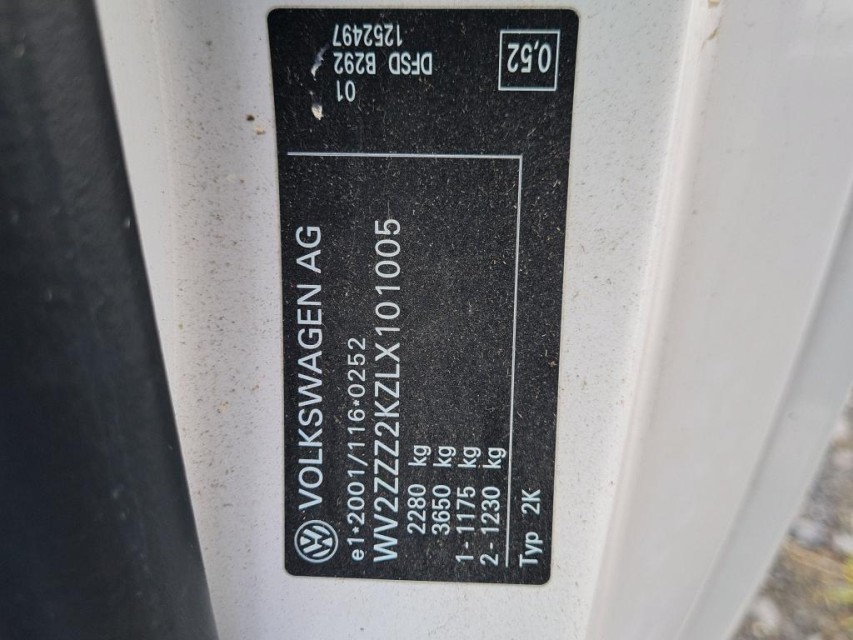 VOLKSWAGEN AG
e1*2001/116*0252
WV2ZZZ2KZLX101005
2280 kg
3650 kg
1- 1175 kg
2- 1230 kg
Typ 2K
01
DFSD B292
1252497
0,52